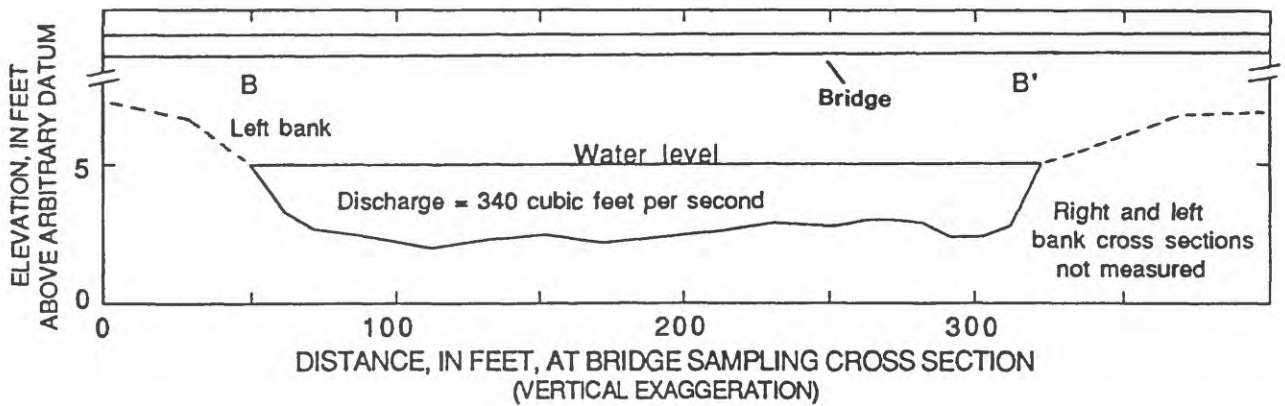 ELEVATION, IN FEET
ABOVE ARBITRARY DATUM
5
0
B
B'
Bridge
Left bank
Water level
Discharge = 340 cubic feet per second
Right and left
bank cross sections
not measured
0
100
200
300
DISTANCE, IN FEET, AT BRIDGE SAMPLING CROSS SECTION
(VERTICAL EXAGGERATION)